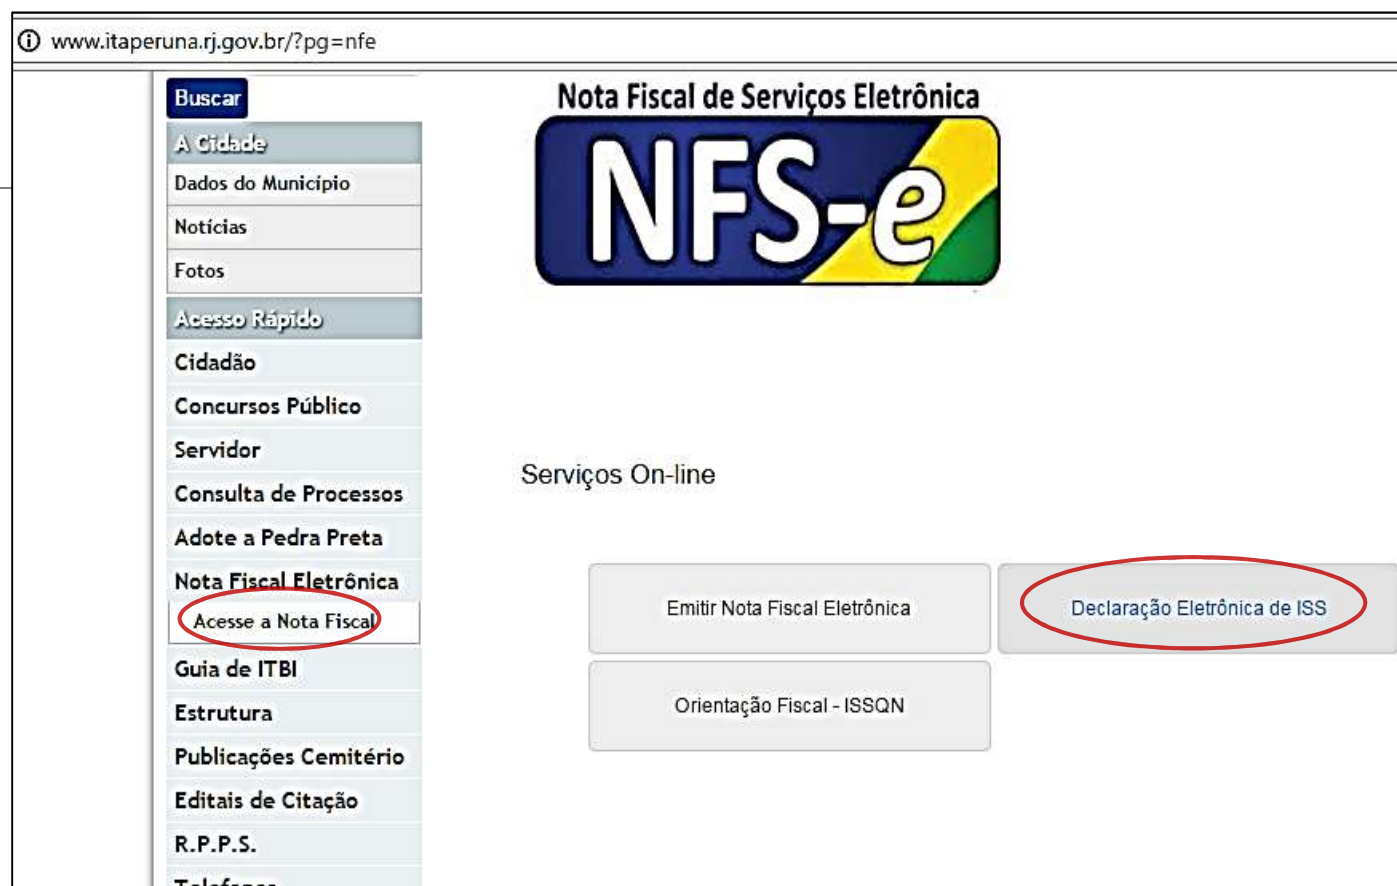 www.itaperuna.rj.gov.br/?pg=nfe
Buscar
A Cidade
Dados do Município
Notícias
Fotos
Acesso Rápido
Cidadão
Concursos Público
Servidor
Consulta de Processos
Adote a Pedra Preta
Nota Fiscal Eletrônica
Acesse a Nota Fiscal
Guia de ITBI
Estrutura
Publicações Cemitério
Editais de Citação
R.P.P.S.
Nota Fiscal de Serviços Eletrônica
NFS-e
Serviços On-line
Emitir Nota Fiscal Eletrônica
Declaração Eletrônica de ISS
Orientação Fiscal - ISSQN